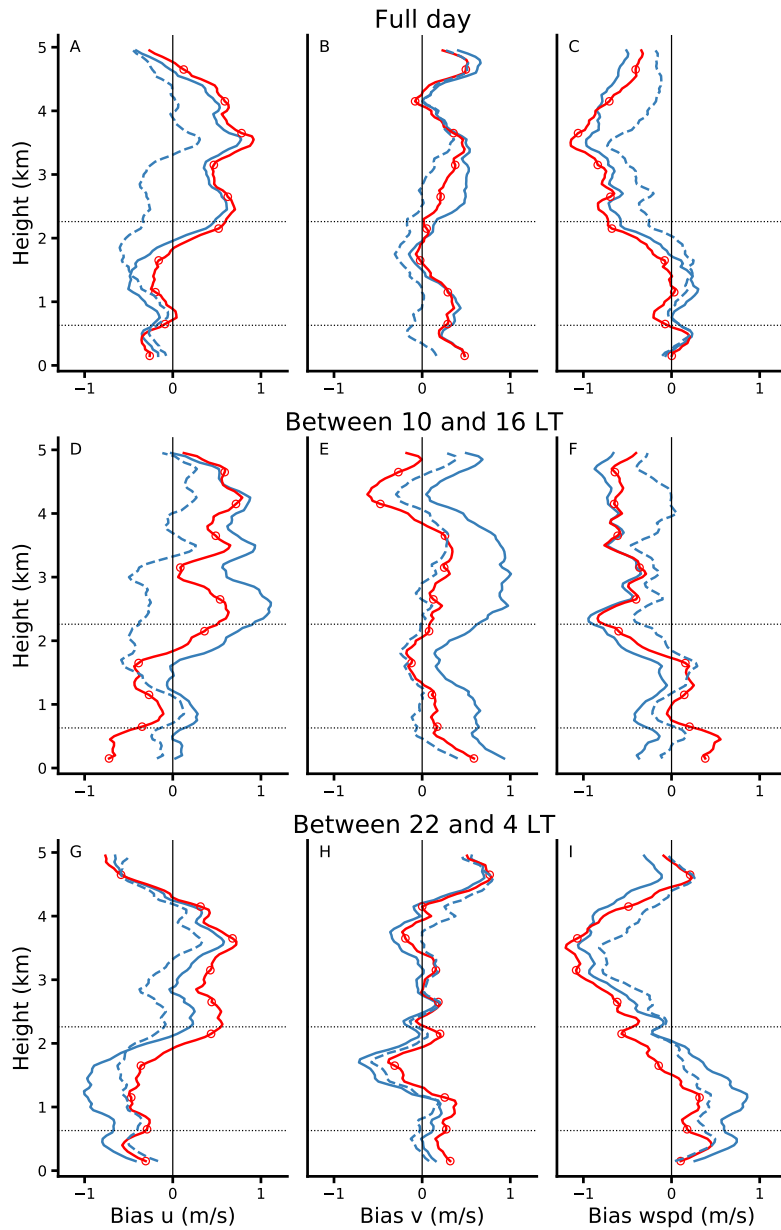 Full day
A
B
C
5
4
3
2
1
0
Height (km)
−1 0 1
−1 0 1
−1 0 1
Between 10 and 16 LT
D
E
F
5
4
3
2
1
0
Height (km)
−1 0 1
−1 0 1
−1 0 1
Between 22 and 4 LT
G
H
I
5
4
3
2
1
0
Height (km)
−1 0 1
−1 0 1
−1 0 1
Bias u (m/s)
Bias v (m/s)
Bias wspd (m/s)